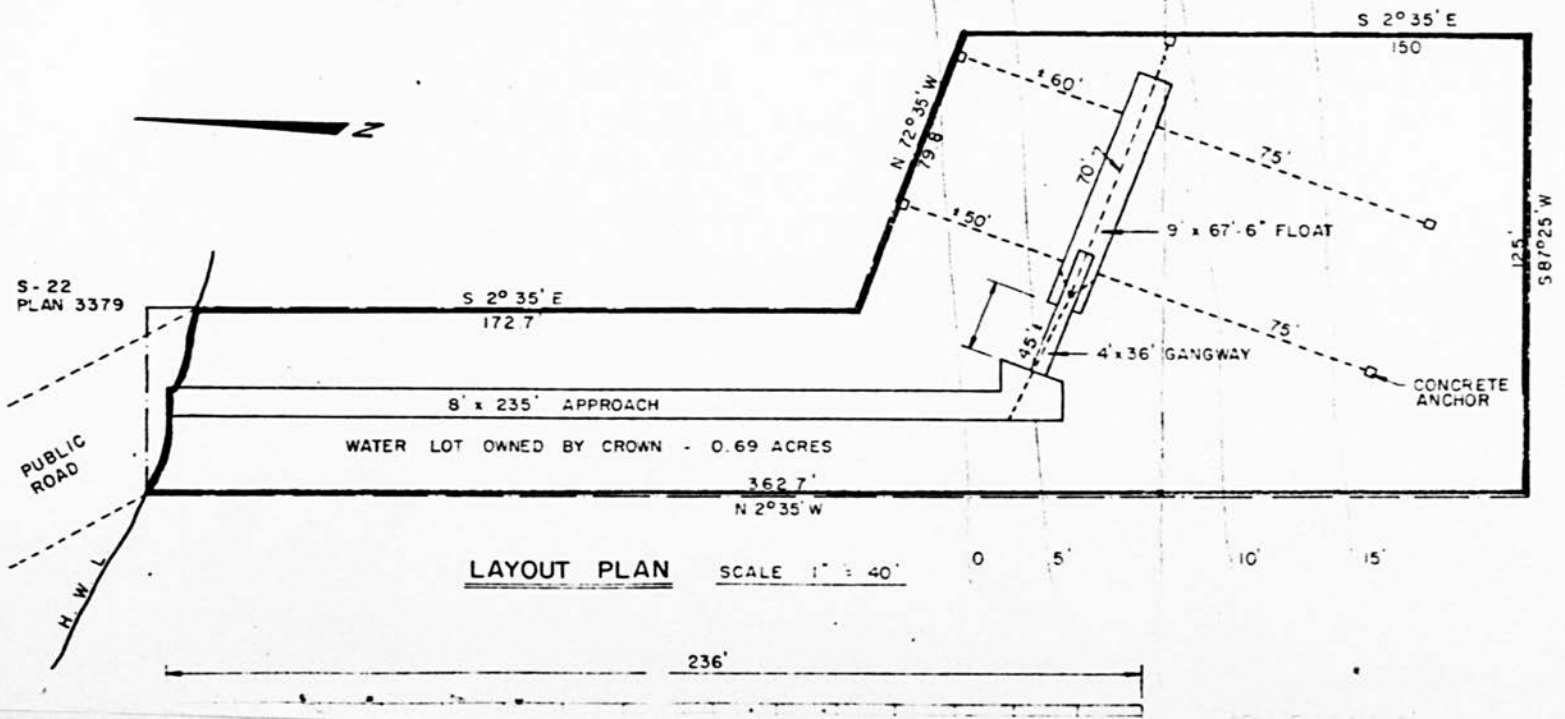 S 2°35' E
150
N
N 72°35' W
79.8
±60'
75'
70'
±50'
9' x 67'-6" FLOAT
125'
S 87°25' W
S-22
PLAN 3379
S 2°35' E
172.7'
45'±
4' x 36' GANGWAY
75'
CONCRETE
ANCHOR
8' x 235' APPROACH
PUBLIC
ROAD
WATER LOT OWNED BY CROWN - 0.69 ACRES
362.7'
N 2°35' W
H. W. L
0 5' 10' 15'
LAYOUT PLAN SCALE 1" = 40'
236'